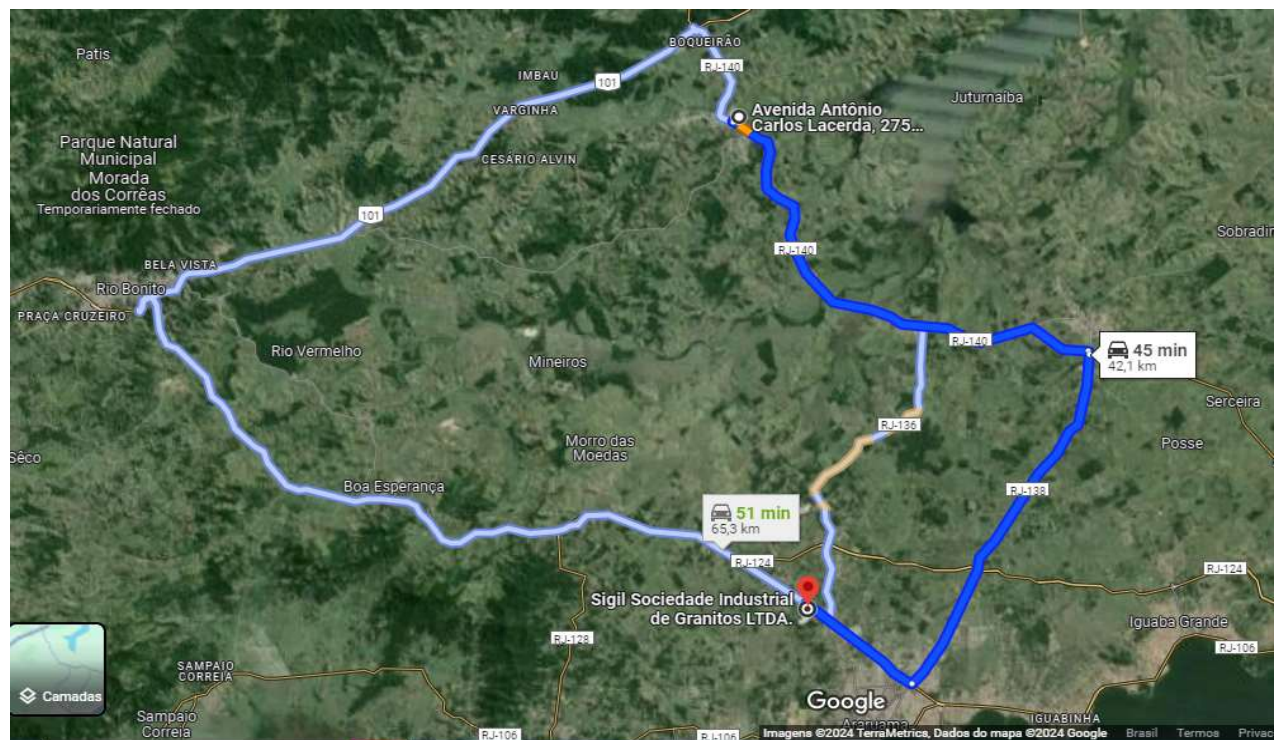 Patis
BOQUEIRÃO
IMBAU
101
RJ-140
VARGINHA
Juturnaiba
Avenida Antônio
Carlos Lacerda, 275...
Parque Natural
Municipal
Morada
dos Corrêas
Temporariamente fechado
CESÁRIO ALVIN
101
RJ-140
Sobradin
BELA VISTA
Rio Bonito
PRAÇA CRUZEIRO
Rio Vermelho
Mineiros
RJ-140
45 min
42,1 km
Serceira
RJ-136
Morro das
Moedas
Posse
Sêco
Boa Esperança
RJ-138
51 min
65,3 km
RJ-124
RJ-124
Sigil Sociedade Industrial
de Granitos LTDA.
Iguaba Grande
RJ-128
RJ-106
SAMPAIO
CORREIA
Camadas
Google
Sampaio
Correia
RJ-106
RJ-106
Araruama
IGUABINHA
Imagens ©2024 TerraMetrics, Dados do mapa ©2024 Google
Brasil
Termos
Privac